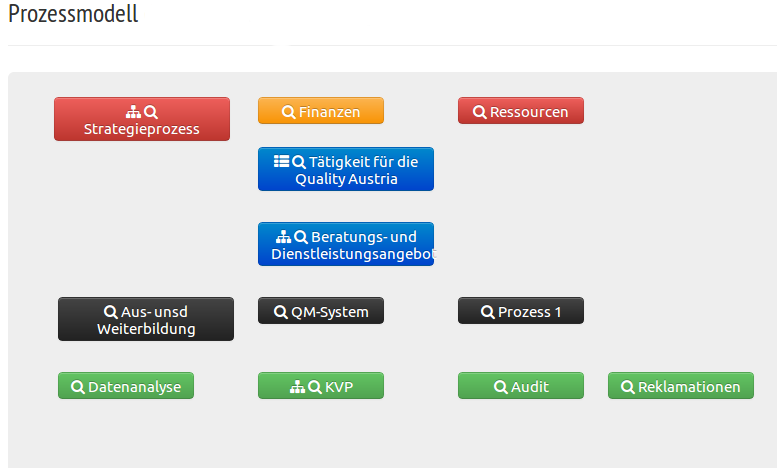 Prozessmodell
Strategieprozess
Finanzen
Ressourcen
Tätigkeit für die
Quality Austria
Beratungs- und
Dienstleistungsangebot
Aus- unsd
Weiterbildung
QM-System
Prozess 1
Datenanalyse
KVP
Audit
Reklamationen